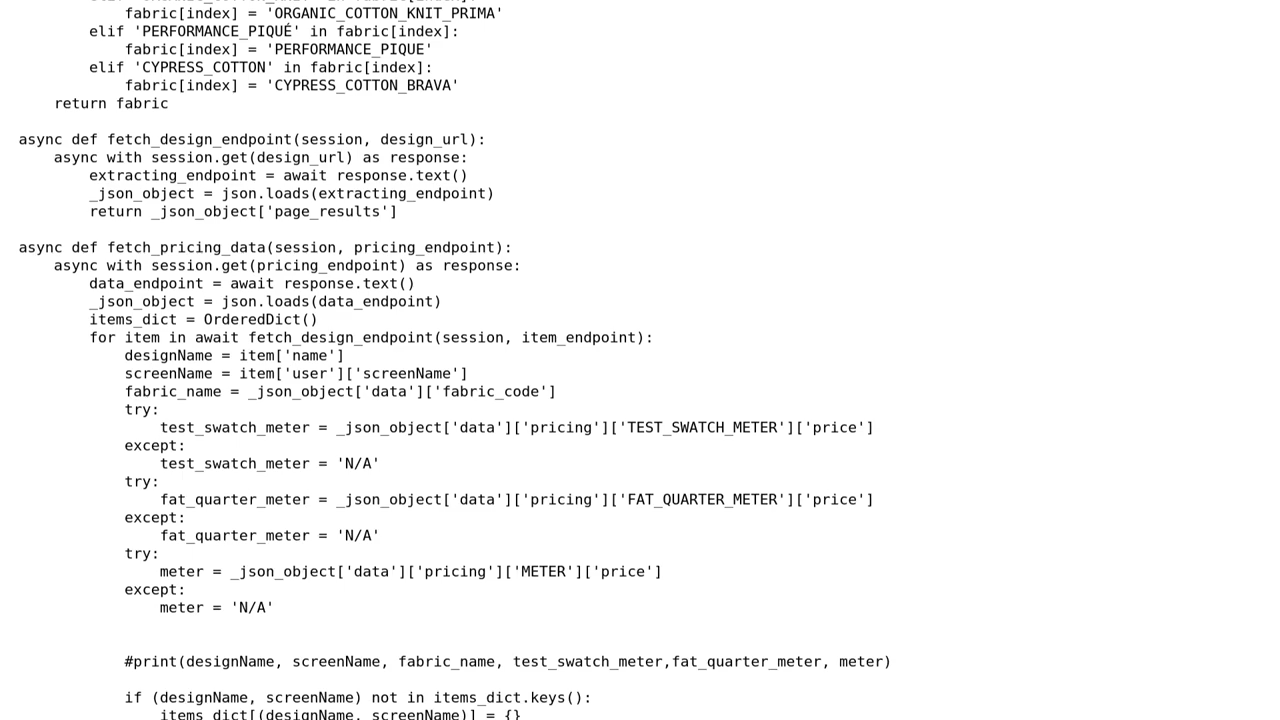 fabric[index] = 'ORGANIC_COTTON_KNIT_PRIMA'
elif 'PERFORMANCE_PIQUÉ' in fabric[index]:
fabric[index] = 'PERFORMANCE_PIQUE'
elif 'CYPRESS_COTTON' in fabric[index]:
fabric[index] = 'CYPRESS_COTTON_BRAVA'
return fabric
async def fetch_design_endpoint(session, design_url):
async with session.get(design_url) as response:
extracting_endpoint = await response.text()
_json_object = json.loads(extracting_endpoint)
return _json_object['page_results']
async def fetch_pricing_data(session, pricing_endpoint):
async with session.get(pricing_endpoint) as response:
data_endpoint = await response.text()
_json_object = json.loads(data_endpoint)
items_dict = OrderedDict()
for item in await fetch_design_endpoint(session, item_endpoint):
designName = item['name']
screenName = item['user']['screenName']
fabric_name = _json_object['data']['fabric_code']
try:
test_swatch_meter = _json_object['data']['pricing']['TEST_SWATCH_METER']['price']
except:
test_swatch_meter = 'N/A'
try:
fat_quarter_meter = _json_object['data']['pricing']['FAT_QUARTER_METER']['price']
except:
fat_quarter_meter = 'N/A'
try:
meter = _json_object['data']['pricing']['METER']['price']
except:
meter = 'N/A'
#print(designName, screenName, fabric_name, test_swatch_meter,fat_quarter_meter, meter)
if (designName, screenName) not in items_dict.keys():
items_dict[(designName, screenName)] = {}